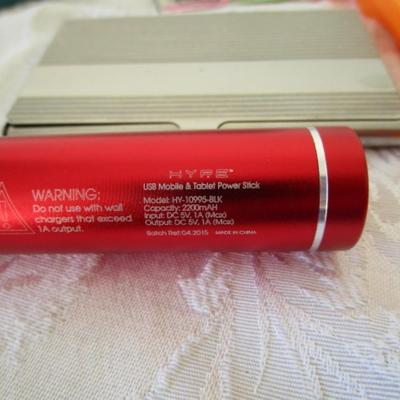 HYPE™
USB Mobile & Tablet Power Stick
Model: HY-10995-BLK
Capacity: 2200mAH
Input: DC 5V, 1A (Max)
Output: DC 5V, 1A (Max)
Batch Ref:04.2015 MADE IN CHINA
WARNING:
Do not use with wall
chargers that exceed
1A output.